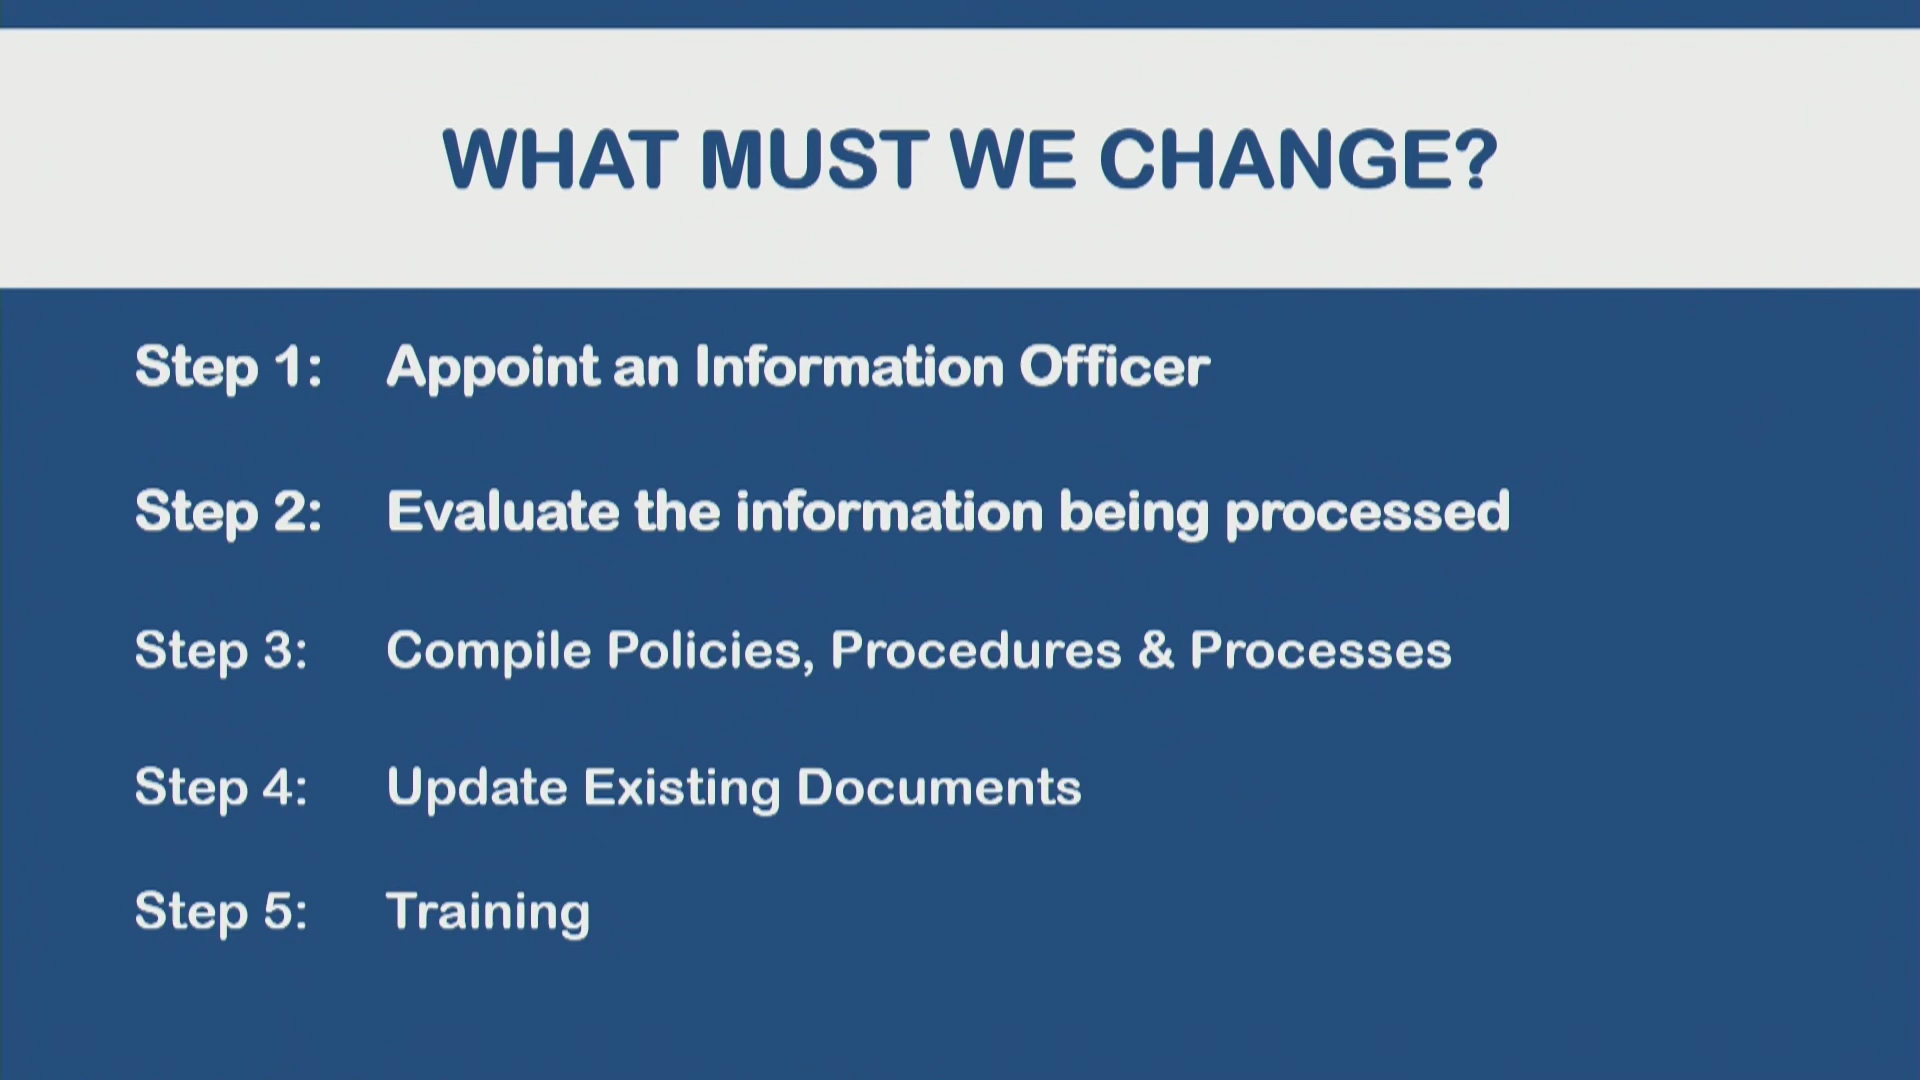 WHAT MUST WE CHANGE?
Step 1: Appoint an Information Officer
Step 2: Evaluate the information being processed
Step 3: Compile Policies, Procedures & Processes
Step 4: Update Existing Documents
Step 5: Training